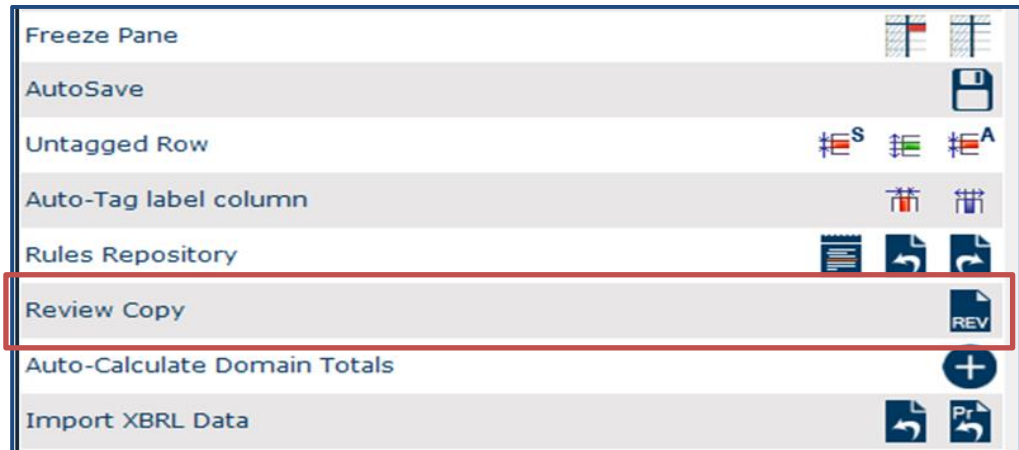 Freeze Pane
AutoSave
Untagged Row S A
Auto-Tag label column
Rules Repository
Review Copy REV
Auto-Calculate Domain Totals
Import XBRL Data Pr